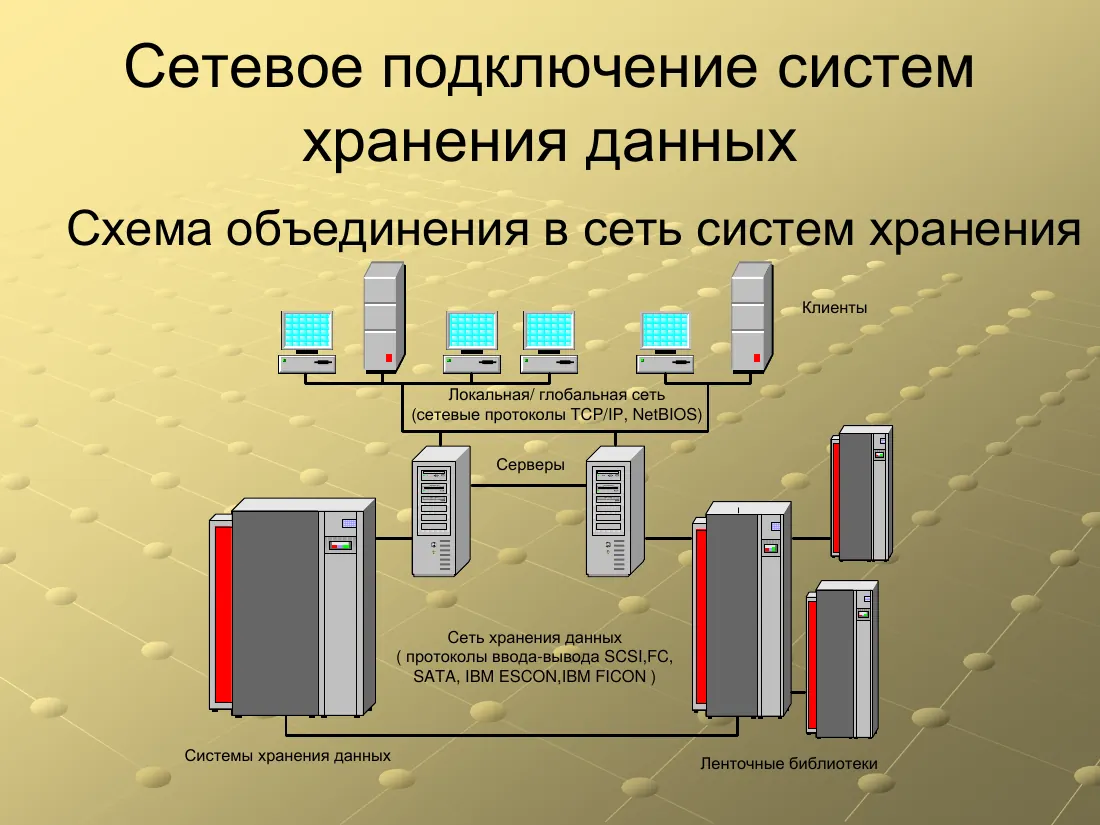 Сетевое подключение систем
хранения данных
Схема объединения в сеть систем хранения
Клиенты
Локальная/ глобальная сеть
(сетевые протоколы TCP/IP, NetBIOS)
Серверы
Сеть хранения данных
( протоколы ввода-вывода SCSI,FC,
SATA, IBM ESCON,IBM FICON )
Системы хранения данных
Ленточные библиотеки